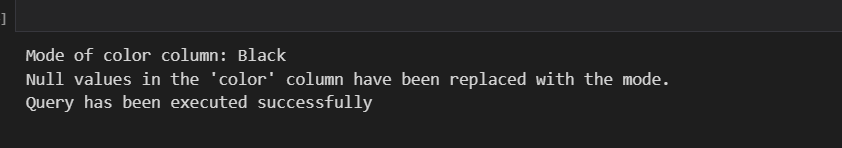 ]
Mode of color column: Black
Null values in the 'color' column have been replaced with the mode.
Query has been executed successfully